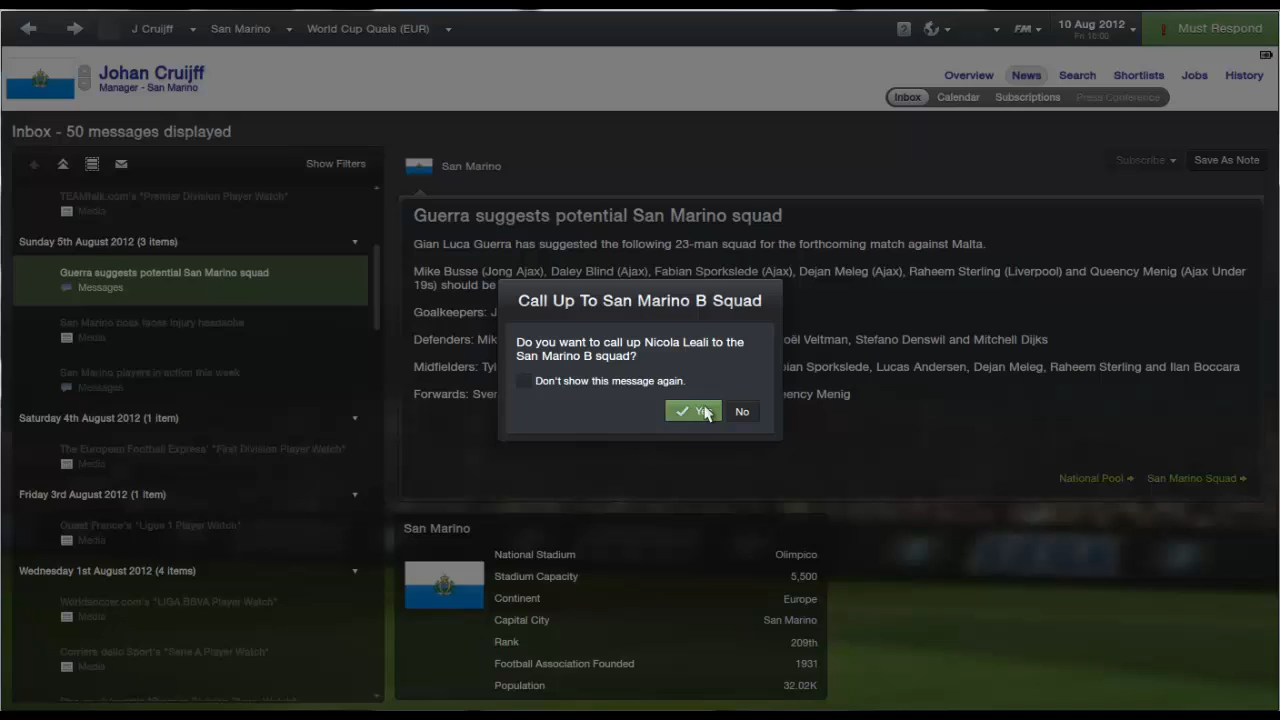 J Cruijff
San Marino
World Cup Quals (EUR)
?
FM
10 Aug 2012
Fri 15:00
Must Respond
Johan Cruijff
Manager - San Marino
Overview
News
Search
Shortlists
Jobs
History
Inbox
Calendar
Subscriptions
Press Conference
Inbox - 50 messages displayed
Show Filters
TEAMtalk.com's "Premier Division Player Watch"
Media
Sunday 5th August 2012 (3 items)
Guerra suggests potential San Marino squad
Messages
San Marino boss faces injury headache
Media
San Marino players in action this week
Messages
Saturday 4th August 2012 (1 item)
The European Football Express' "First Division Player Watch"
Media
Friday 3rd August 2012 (1 item)
Ouest France's "Ligue 1 Player Watch"
Media
Wednesday 1st August 2012 (4 items)
Worldsoccer.com's "LIGA BBVA Player Watch"
Media
Corriere dello Sport's "Serie A Player Watch"
Media
San Marino
Subscribe
Save As Note
Guerra suggests potential San Marino squad
Gian Luca Guerra has suggested the following 23-man squad for the forthcoming match against Malta.
Mike Busse (Jong Ajax), Daley Blind (Ajax), Fabian Sporkslede (Ajax), Dejan Meleg (Ajax), Raheem Sterling (Liverpool) and Queency Menig (Ajax Under
19s) should be
Goalkeepers: J
Defenders: Mik oël Veltman, Stefano Denswil and Mitchell Dijks
Midfielders: Tyl ian Sporkslede, Lucas Andersen, Dejan Meleg, Raheem Sterling and Ilan Boccara
Forwards: Sver ency Menig
National Pool
San Marino Squad
Call Up To San Marino B Squad
Do you want to call up Nicola Leali to the
San Marino B squad?
Don't show this message again.
Yes
No
San Marino
National Stadium Olimpico
Stadium Capacity 5,500
Continent Europe
Capital City San Marino
Rank 209th
Football Association Founded 1931
Population 32.02K